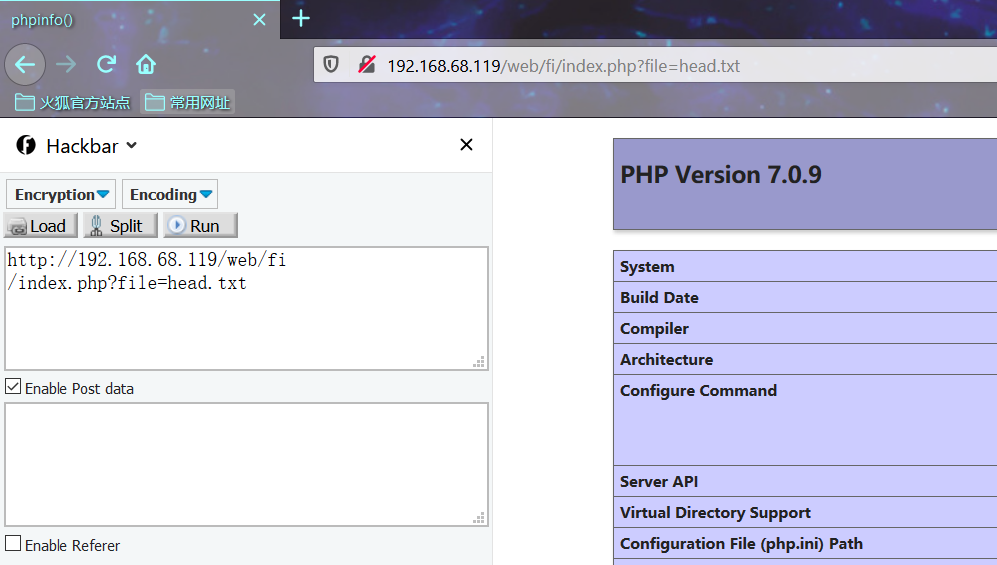 phpinfo()
192.168.68.119/web/fi/index.php?file=head.txt
火狐官方站点 常用网址
Hackbar
Encryption Encoding
Load Split Run
http://192.168.68.119/web/fi
/index.php?file=head.txt
Enable Post data
Enable Referer
PHP Version 7.0.9
System
Build Date
Compiler
Architecture
Configure Command
Server API
Virtual Directory Support
Configuration File (php.ini) Path